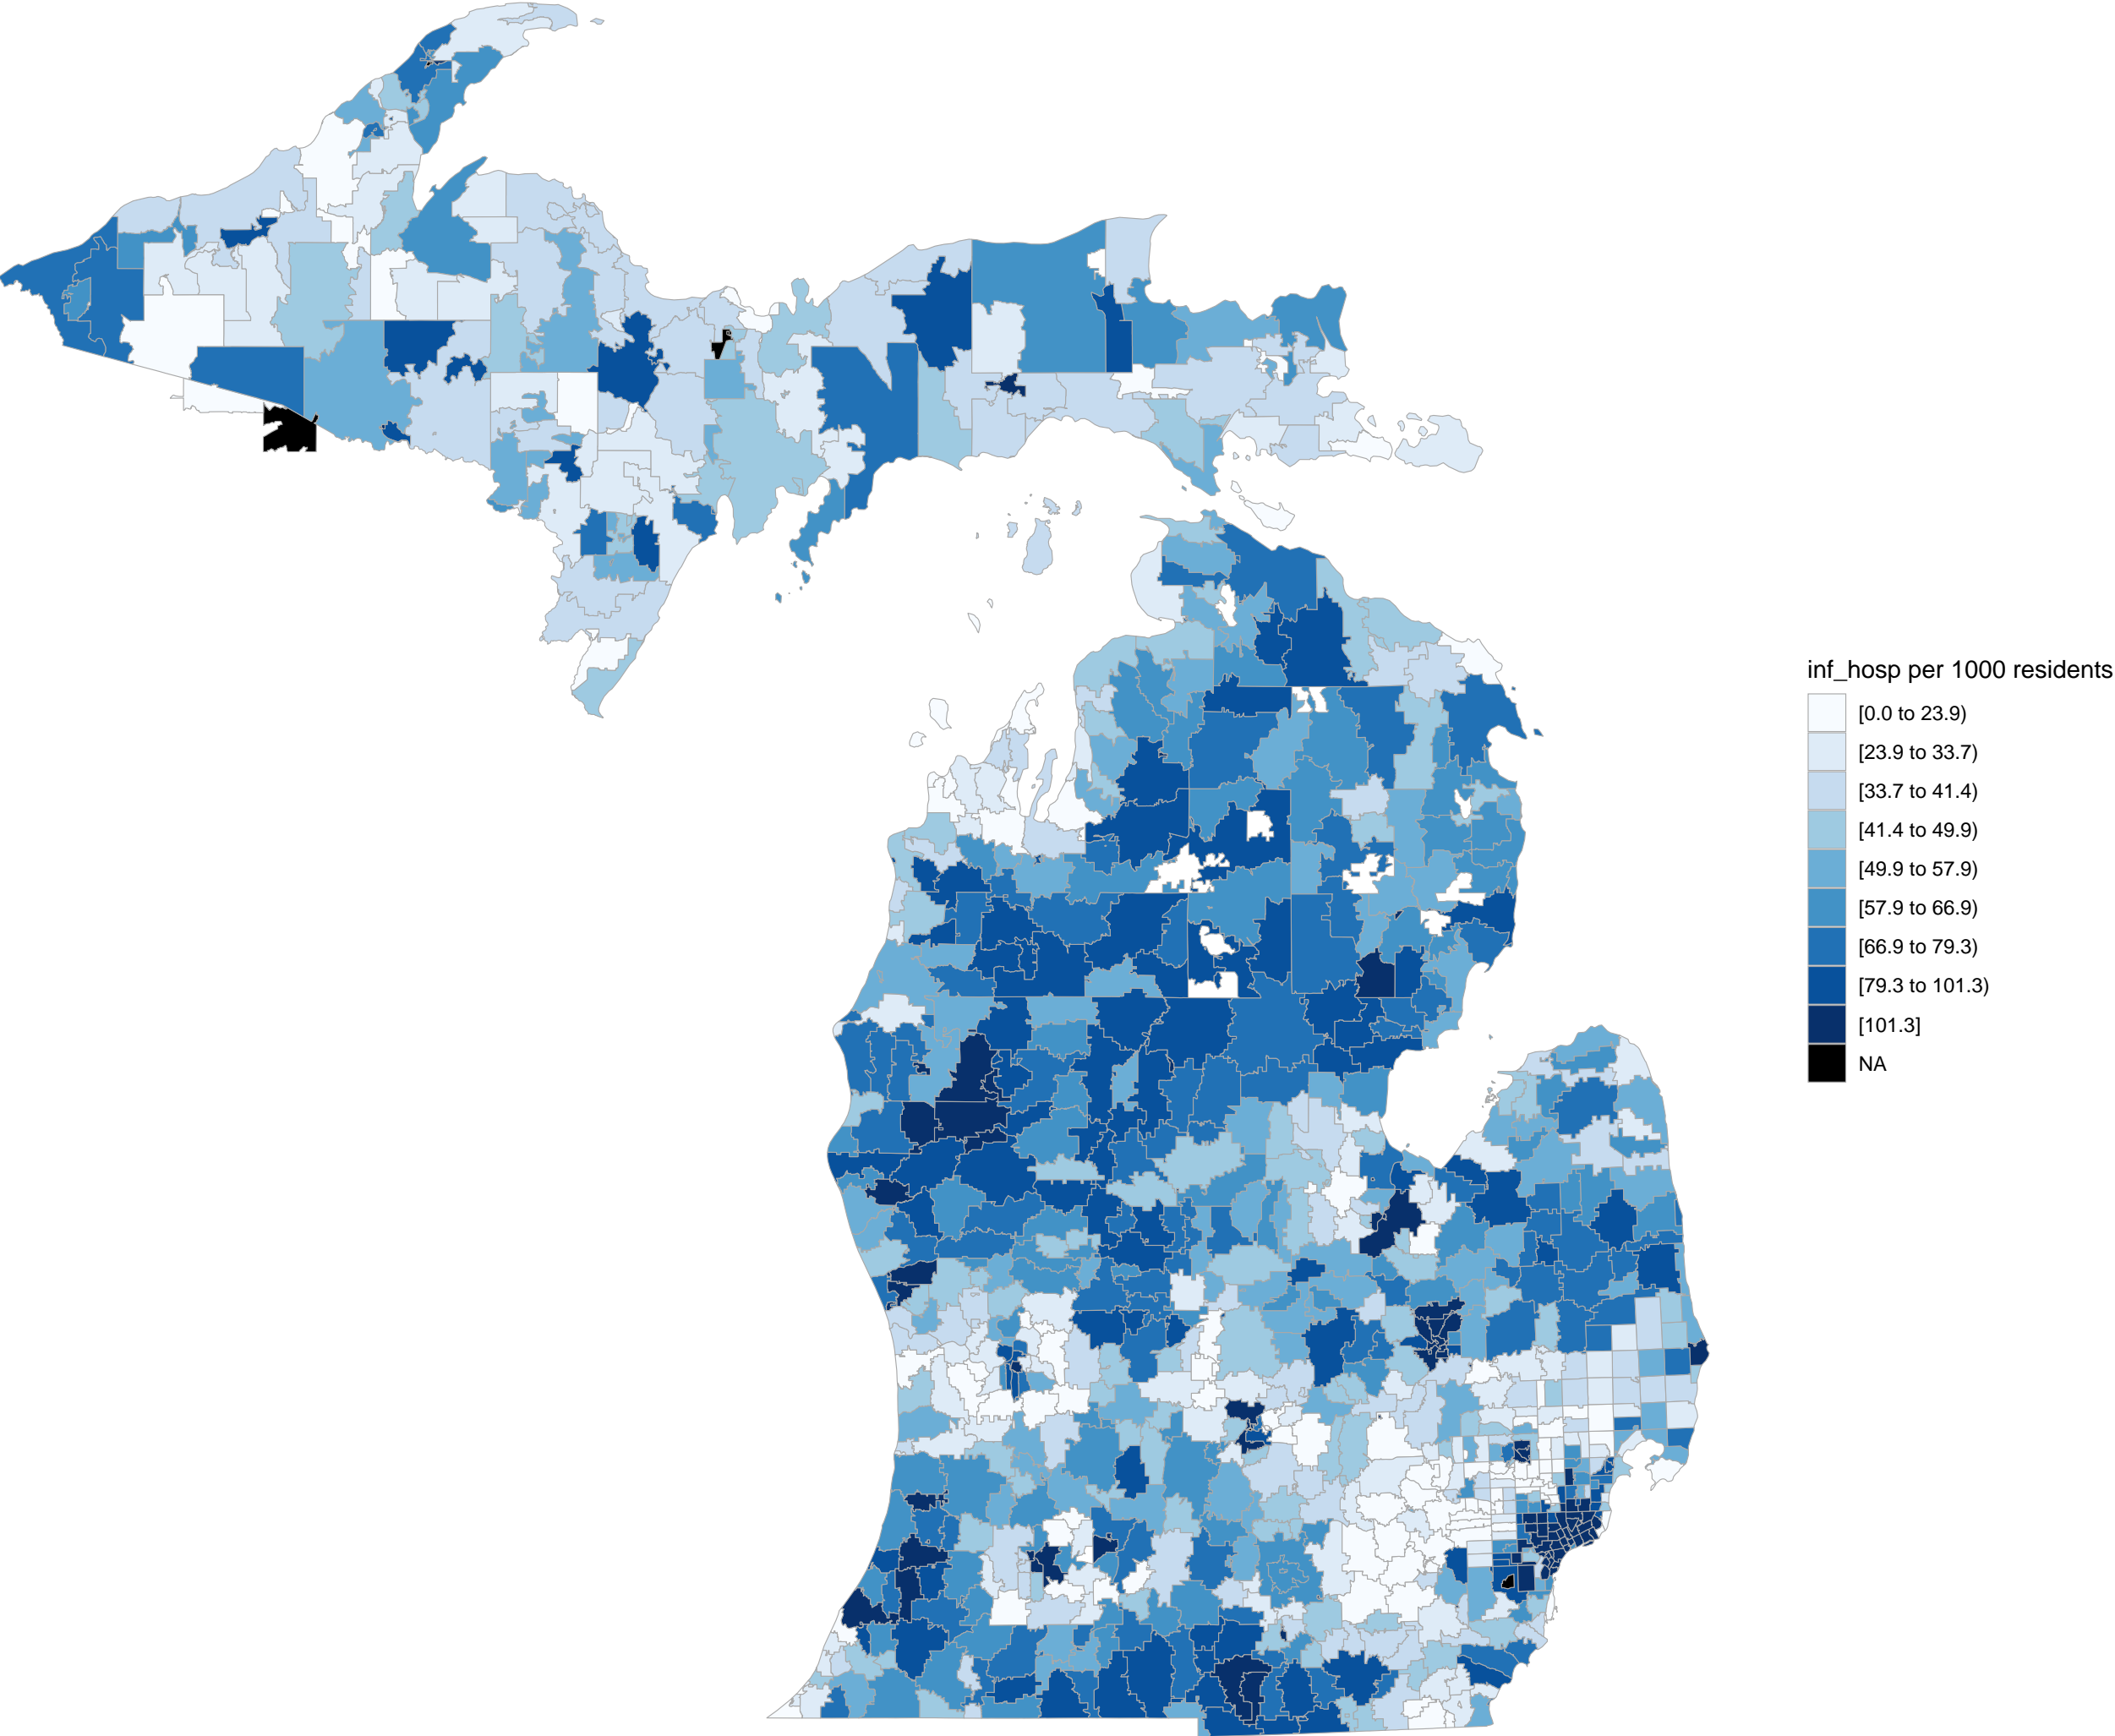 inf_hosp per 1000 residents
[0.0 to 23.9)
[23.9 to 33.7)
[33.7 to 41.4)
[41.4 to 49.9)
[49.9 to 57.9)
[57.9 to 66.9)
[66.9 to 79.3)
[79.3 to 101.3)
[101.3]
NA